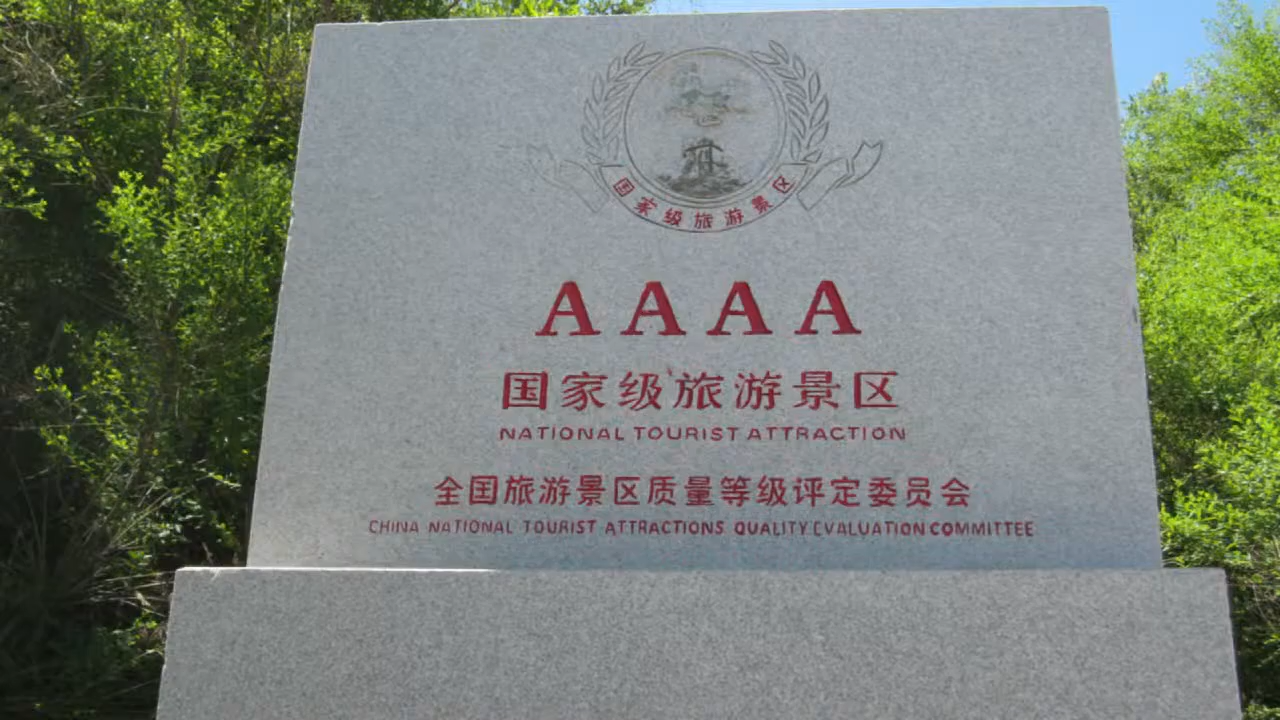 国家级旅游景区
AAAA
国家级旅游景区
NATIONAL TOURIST ATTRACTION
全国旅游景区质量等级评定委员会
CHINA NATIONAL TOURIST ATTRACTIONS QUALITY EVALUATION COMMITTEE